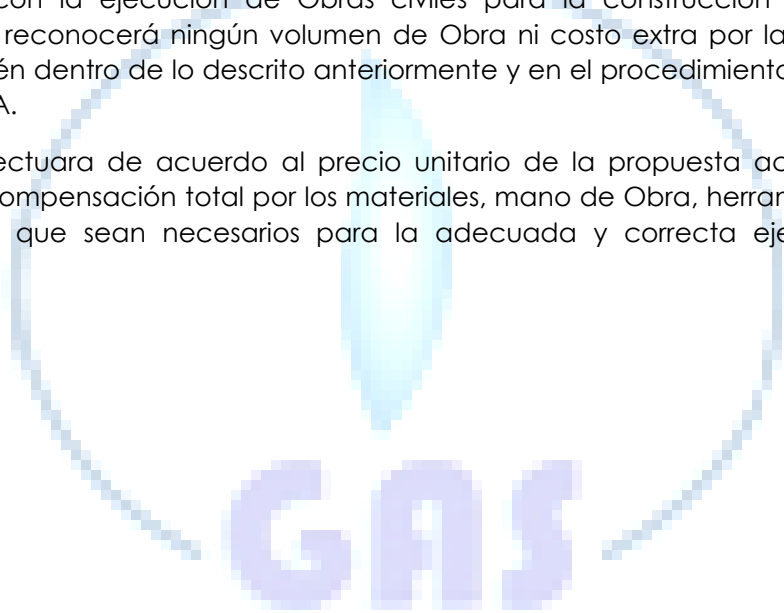 con la ejecución de Obras civiles para la construcción
reconocerá ningún volumen de Obra ni costo extra por la
én dentro de lo descrito anteriormente y en el procedimiento
A.
ectuara de acuerdo al precio unitario de la propuesta ac
ompensación total por los materiales, mano de Obra, herram
que sean necesarios para la adecuada y correcta eje
GAS